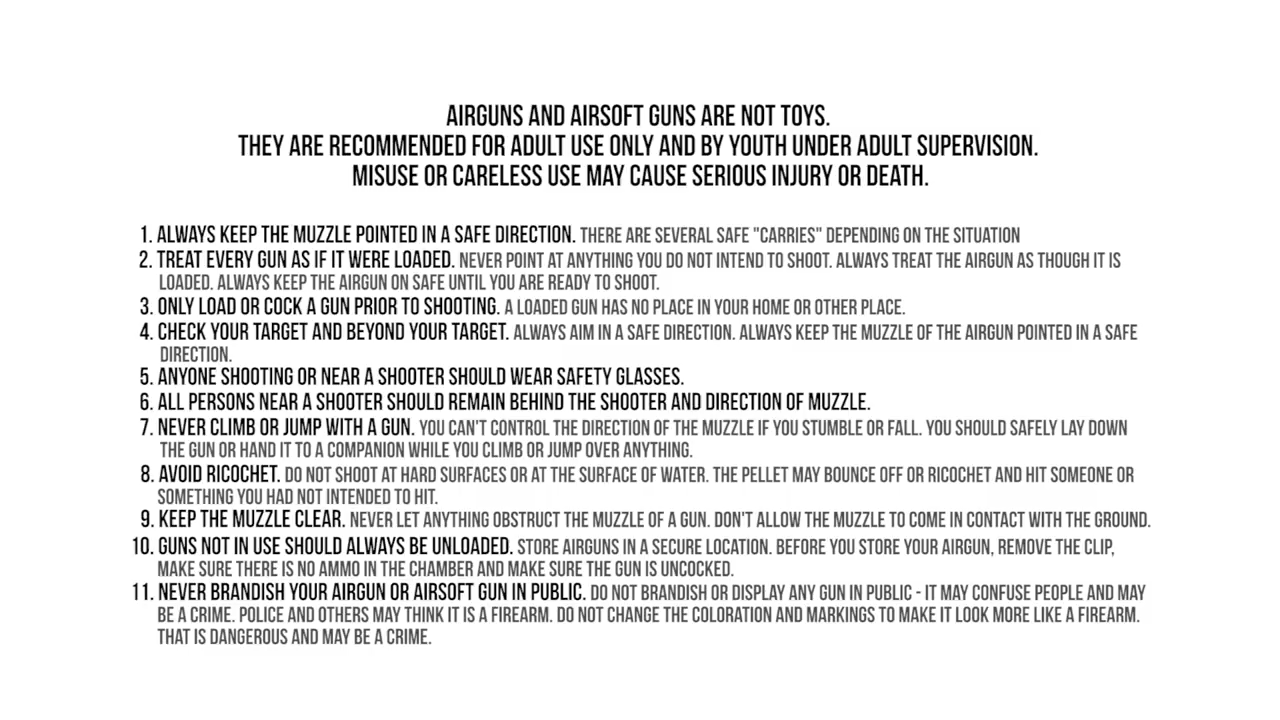 AIRGUNS AND AIRSOFT GUNS ARE NOT TOYS.
THEY ARE RECOMMENDED FOR ADULT USE ONLY AND BY YOUTH UNDER ADULT SUPERVISION.
MISUSE OR CARELESS USE MAY CAUSE SERIOUS INJURY OR DEATH.
1. ALWAYS KEEP THE MUZZLE POINTED IN A SAFE DIRECTION. THERE ARE SEVERAL SAFE "CARRIES" DEPENDING ON THE SITUATION
2. TREAT EVERY GUN AS IF IT WERE LOADED. NEVER POINT AT ANYTHING YOU DO NOT INTEND TO SHOOT. ALWAYS TREAT THE AIRGUN AS THOUGH IT IS
LOADED. ALWAYS KEEP THE AIRGUN ON SAFE UNTIL YOU ARE READY TO SHOOT.
3. ONLY LOAD OR COCK A GUN PRIOR TO SHOOTING. A LOADED GUN HAS NO PLACE IN YOUR HOME OR OTHER PLACE.
4. CHECK YOUR TARGET AND BEYOND YOUR TARGET. ALWAYS AIM IN A SAFE DIRECTION. ALWAYS KEEP THE MUZZLE OF THE AIRGUN POINTED IN A SAFE
DIRECTION.
5. ANYONE SHOOTING OR NEAR A SHOOTER SHOULD WEAR SAFETY GLASSES.
6. ALL PERSONS NEAR A SHOOTER SHOULD REMAIN BEHIND THE SHOOTER AND DIRECTION OF MUZZLE.
7. NEVER CLIMB OR JUMP WITH A GUN. YOU CAN'T CONTROL THE DIRECTION OF THE MUZZLE IF YOU STUMBLE OR FALL. YOU SHOULD SAFELY LAY DOWN
THE GUN OR HAND IT TO A COMPANION WHILE YOU CLIMB OR JUMP OVER ANYTHING.
8. AVOID RICOCHET. DO NOT SHOOT AT HARD SURFACES OR AT THE SURFACE OF WATER. THE PELLET MAY BOUNCE OFF OR RICOCHET AND HIT SOMEONE OR
SOMETHING YOU HAD NOT INTENDED TO HIT.
9. KEEP THE MUZZLE CLEAR. NEVER LET ANYTHING OBSTRUCT THE MUZZLE OF A GUN. DON'T ALLOW THE MUZZLE TO COME IN CONTACT WITH THE GROUND.
10. GUNS NOT IN USE SHOULD ALWAYS BE UNLOADED. STORE AIRGUNS IN A SECURE LOCATION. BEFORE YOU STORE YOUR AIRGUN, REMOVE THE CLIP,
MAKE SURE THERE IS NO AMMO IN THE CHAMBER AND MAKE SURE THE GUN IS UNCOCKED.
11. NEVER BRANDISH YOUR AIRGUN OR AIRSOFT GUN IN PUBLIC. DO NOT BRANDISH OR DISPLAY ANY GUN IN PUBLIC - IT MAY CONFUSE PEOPLE AND MAY
BE A CRIME. POLICE AND OTHERS MAY THINK IT IS A FIREARM. DO NOT CHANGE THE COLORATION AND MARKINGS TO MAKE IT LOOK MORE LIKE A FIREARM.
THAT IS DANGEROUS AND MAY BE A CRIME.